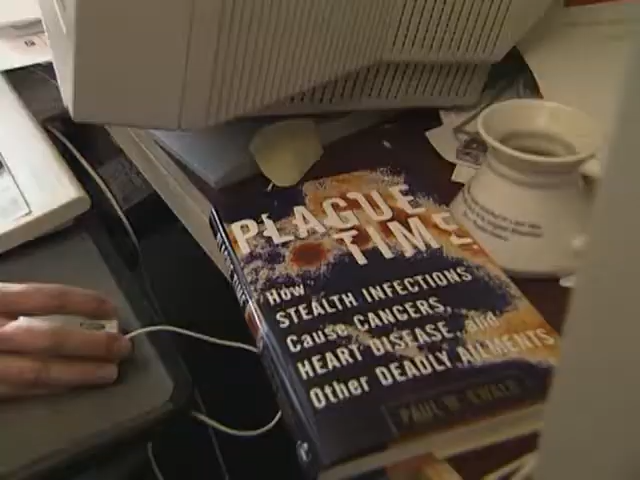 PLAGUE
TIME
How
STEALTH INFECTIONS
Cause CANCERS,
HEART DISEASE, and
Other DEADLY AILMENTS
PAUL W. EWALD